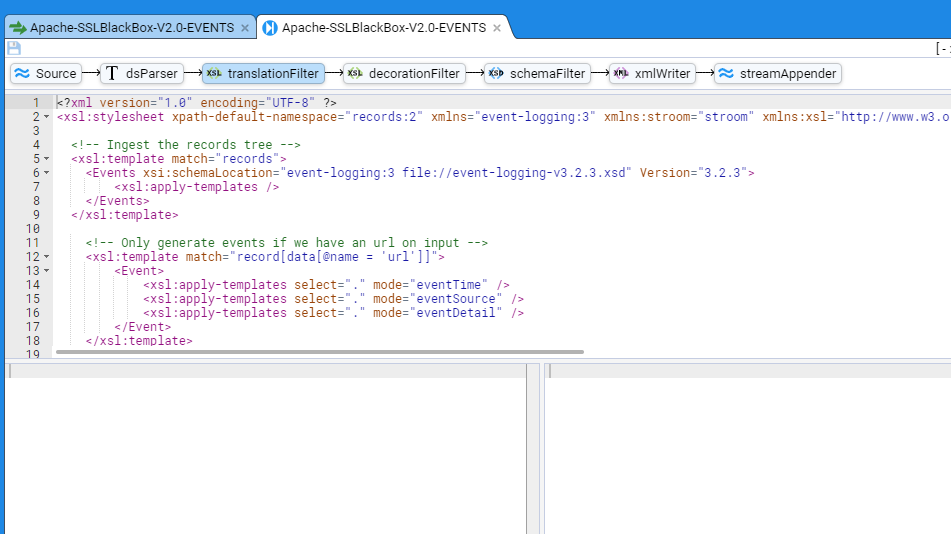 Apache-SSLBlackBox-V2.0-EVENTS × Apache-SSLBlackBox-V2.0-EVENTS ×
[-
Source T dsParser XSL translationFilter XSL decorationFilter XSD schemaFilter XML xmlWriter streamAppender
1 <?xml version="1.0" encoding="UTF-8" ?>
2 <xsl:stylesheet xpath-default-namespace="records:2" xmlns="event-logging:3" xmlns:stroom="stroom" xmlns:xsl="http://www.w3.o
3
4 <!-- Ingest the records tree -->
5 <xsl:template match="records">
6 <Events xsi:schemaLocation="event-logging:3 file://event-logging-v3.2.3.xsd" Version="3.2.3">
7 <xsl:apply-templates />
8 </Events>
9 </xsl:template>
10
11 <!-- Only generate events if we have an url on input -->
12 <xsl:template match="record[data[@name = 'url']]">
13 <Event>
14 <xsl:apply-templates select="." mode="eventTime" />
15 <xsl:apply-templates select="." mode="eventSource" />
16 <xsl:apply-templates select="." mode="eventDetail" />
17 </Event>
18 </xsl:template>
19